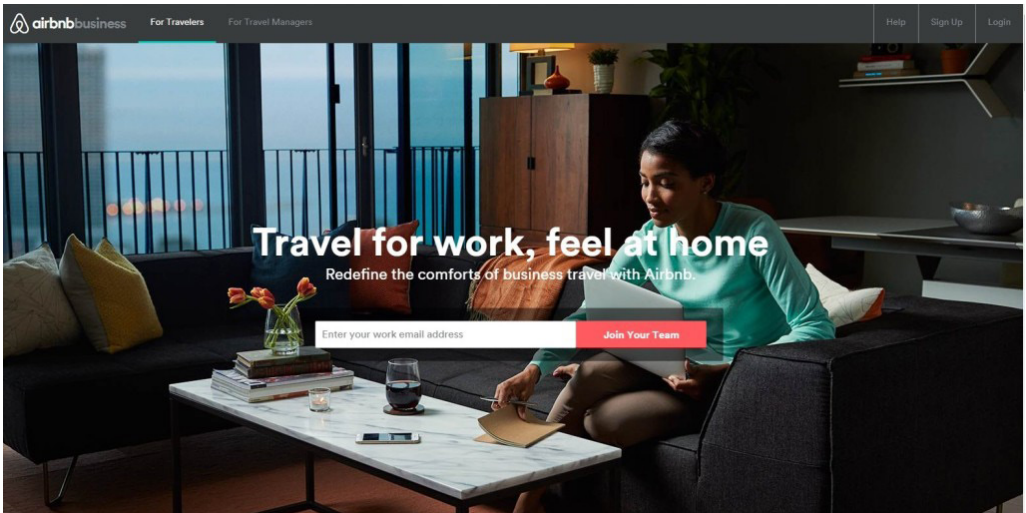 airbnbbusiness
For Travelers
For Travel Managers
Help
Sign Up
Login
Travel for work, feel at home
Redefine the comforts of business travel with Airbnb.
Enter your work email address
Join Your Team